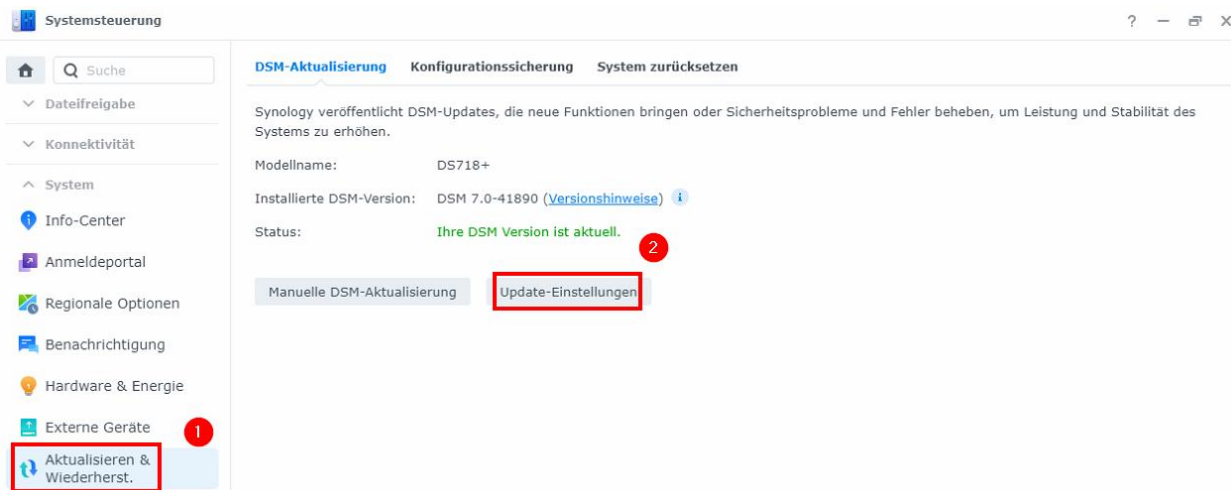 Systemsteuerung
Suche
Dateifreigabe
Konnektivität
System
Info-Center
Anmeldeportal
Regionale Optionen
Benachrichtigung
Hardware & Energie
Externe Geräte
1
Aktualisieren &
Wiederherst.
DSM-Aktualisierung Konfigurationssicherung System zurücksetzen
Synology veröffentlicht DSM-Updates, die neue Funktionen bringen oder Sicherheitsprobleme und Fehler beheben, um Leistung und Stabilität des
Systems zu erhöhen.
Modellname: DS718+
Installierte DSM-Version: DSM 7.0-41890 (Versionshinweise)
Status: Ihre DSM Version ist aktuell.
2
Manuelle DSM-Aktualisierung Update-Einstellungen